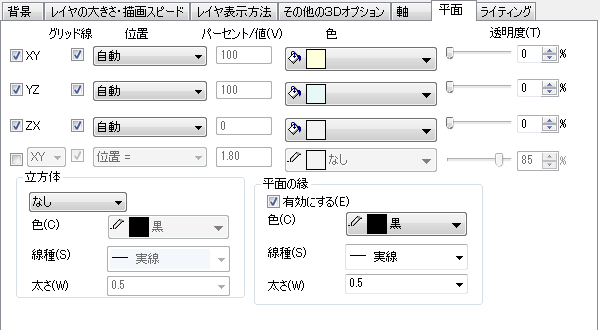 背景 レイヤの大きさ・描画スピード レイヤ表示方法 その他の3Dオプション 軸 平面 ライティング
グリッド線 位置 パーセント/値(V) 色 透明度(T)
XY 自動 100 0 %
YZ 自動 100 0 %
ZX 自動 0 0 %
XY 位置 = 1.80 なし 85 %
立方体
なし
色(C) 黒
線種(S) 実線
太さ(W) 0.5
平面の縁
有効にする(E)
色(C) 黒
線種(S) 実線
太さ(W) 0.5